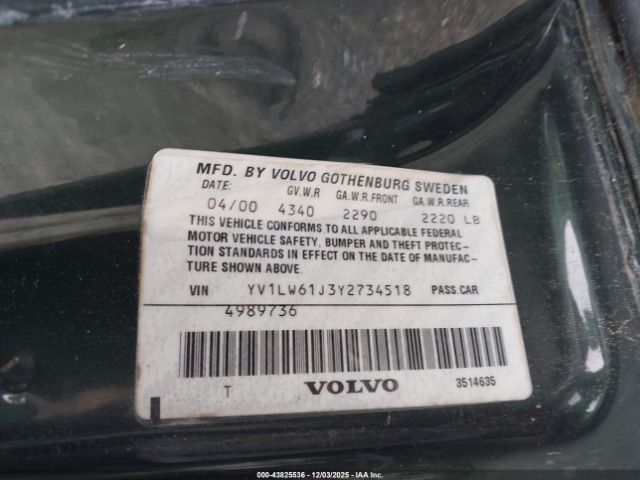 MFD. BY VOLVO GOTHENBURG SWEDEN
DATE: GV.W.R GA.W.R.FRONT GA.W.R.REAR
04/00 4340 2290 2220 LB
THIS VEHICLE CONFORMS TO ALL APPLICABLE FEDERAL
MOTOR VEHICLE SAFETY, BUMPER AND THEFT PROTEC-
TION STANDARDS IN EFFECT ON THE DATE OF MANUFAC-
TURE SHOWN ABOVE.
VIN YV1LW61J3Y2734518 PASS.CAR
4989736
T VOLVO 3514635
© - 43825536 - 12/03/2025 - IAA Inc.